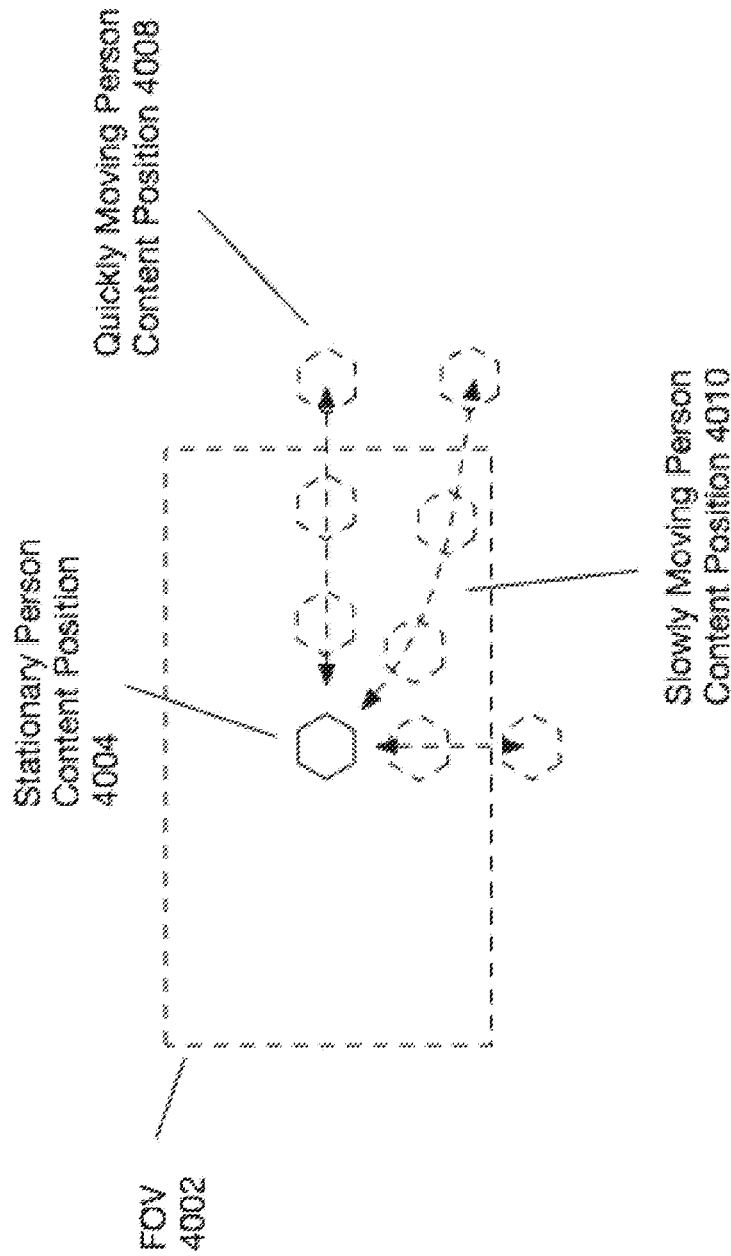 FOV
4002
Stationary Person
Content Position
4004
Quickly Moving Person
Content Position 4008
Slowly Moving Person
Content Position 4010